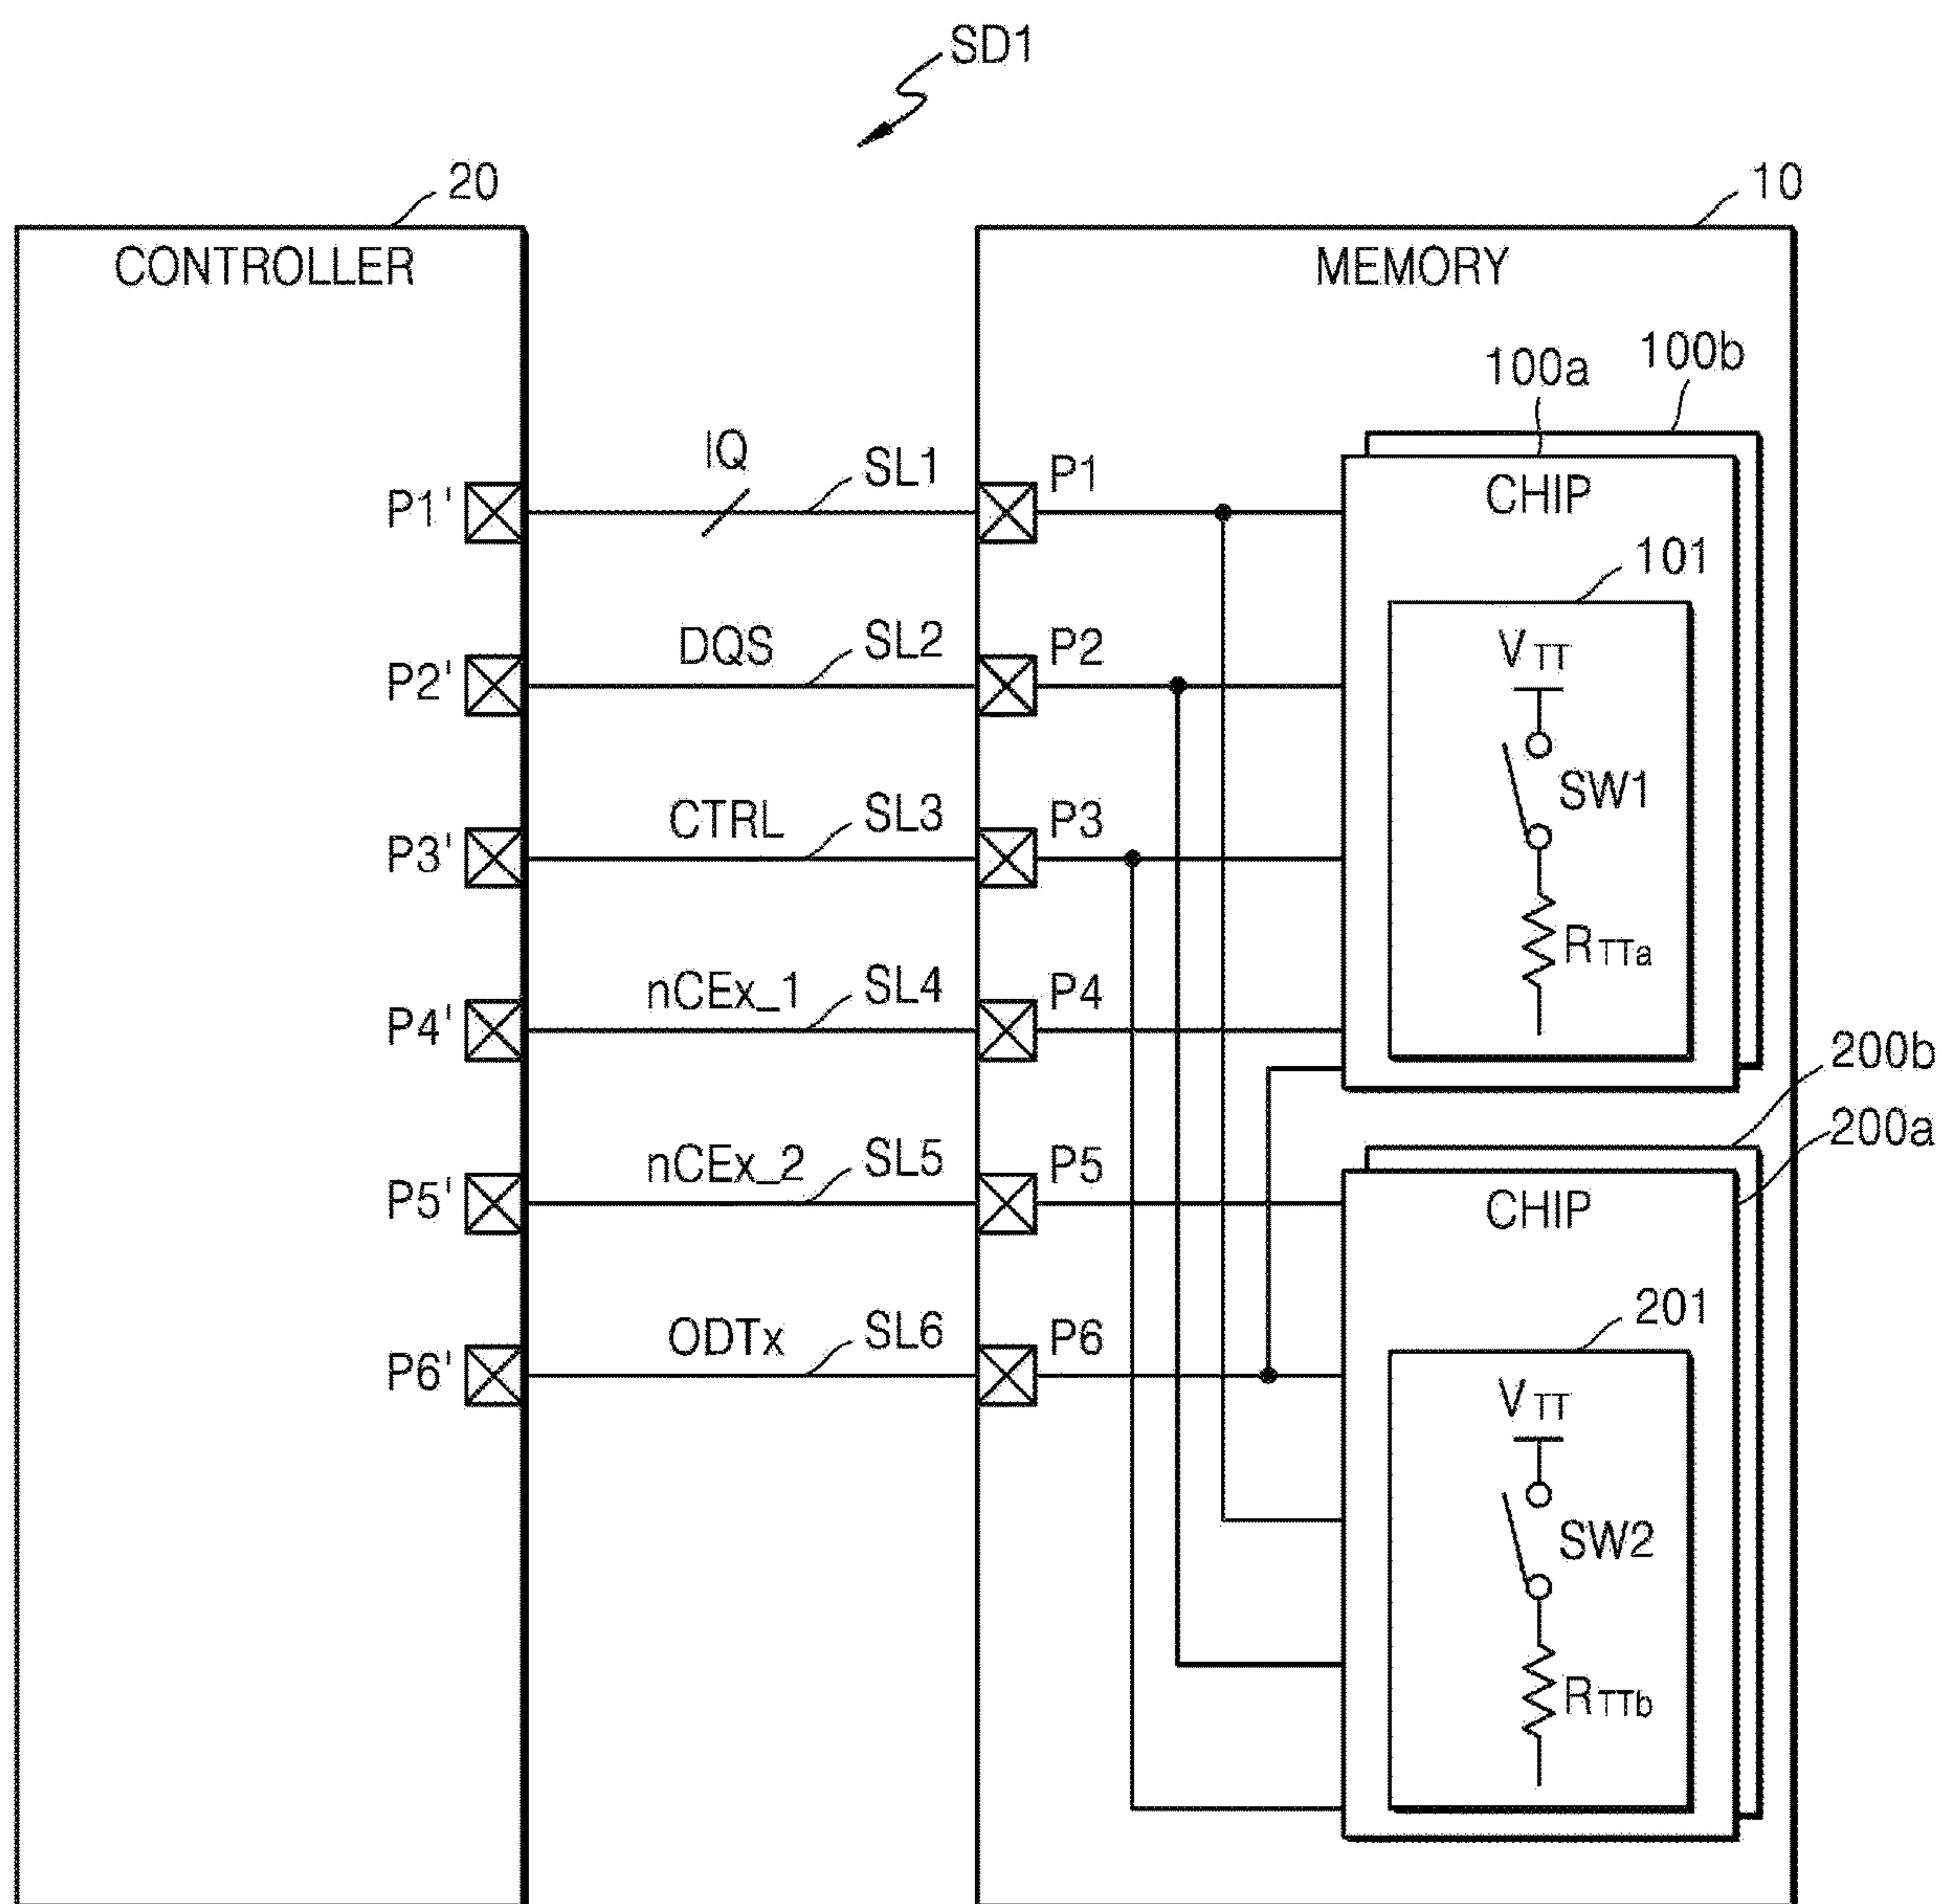 SD1
20
10
CONTROLLER
MEMORY
100b
100a
IQ
SL1
P1'
P1
CHIP
101
DQS
SL2
P2'
P2
VTT
SW1
CTRL
SL3
P3'
P3
RTTa
nCEx_1
SL4
P4'
P4
200b
200a
nCEx_2
SL5
P5'
P5
CHIP
201
ODTx
SL6
P6'
P6
VTT
SW2
RTTb